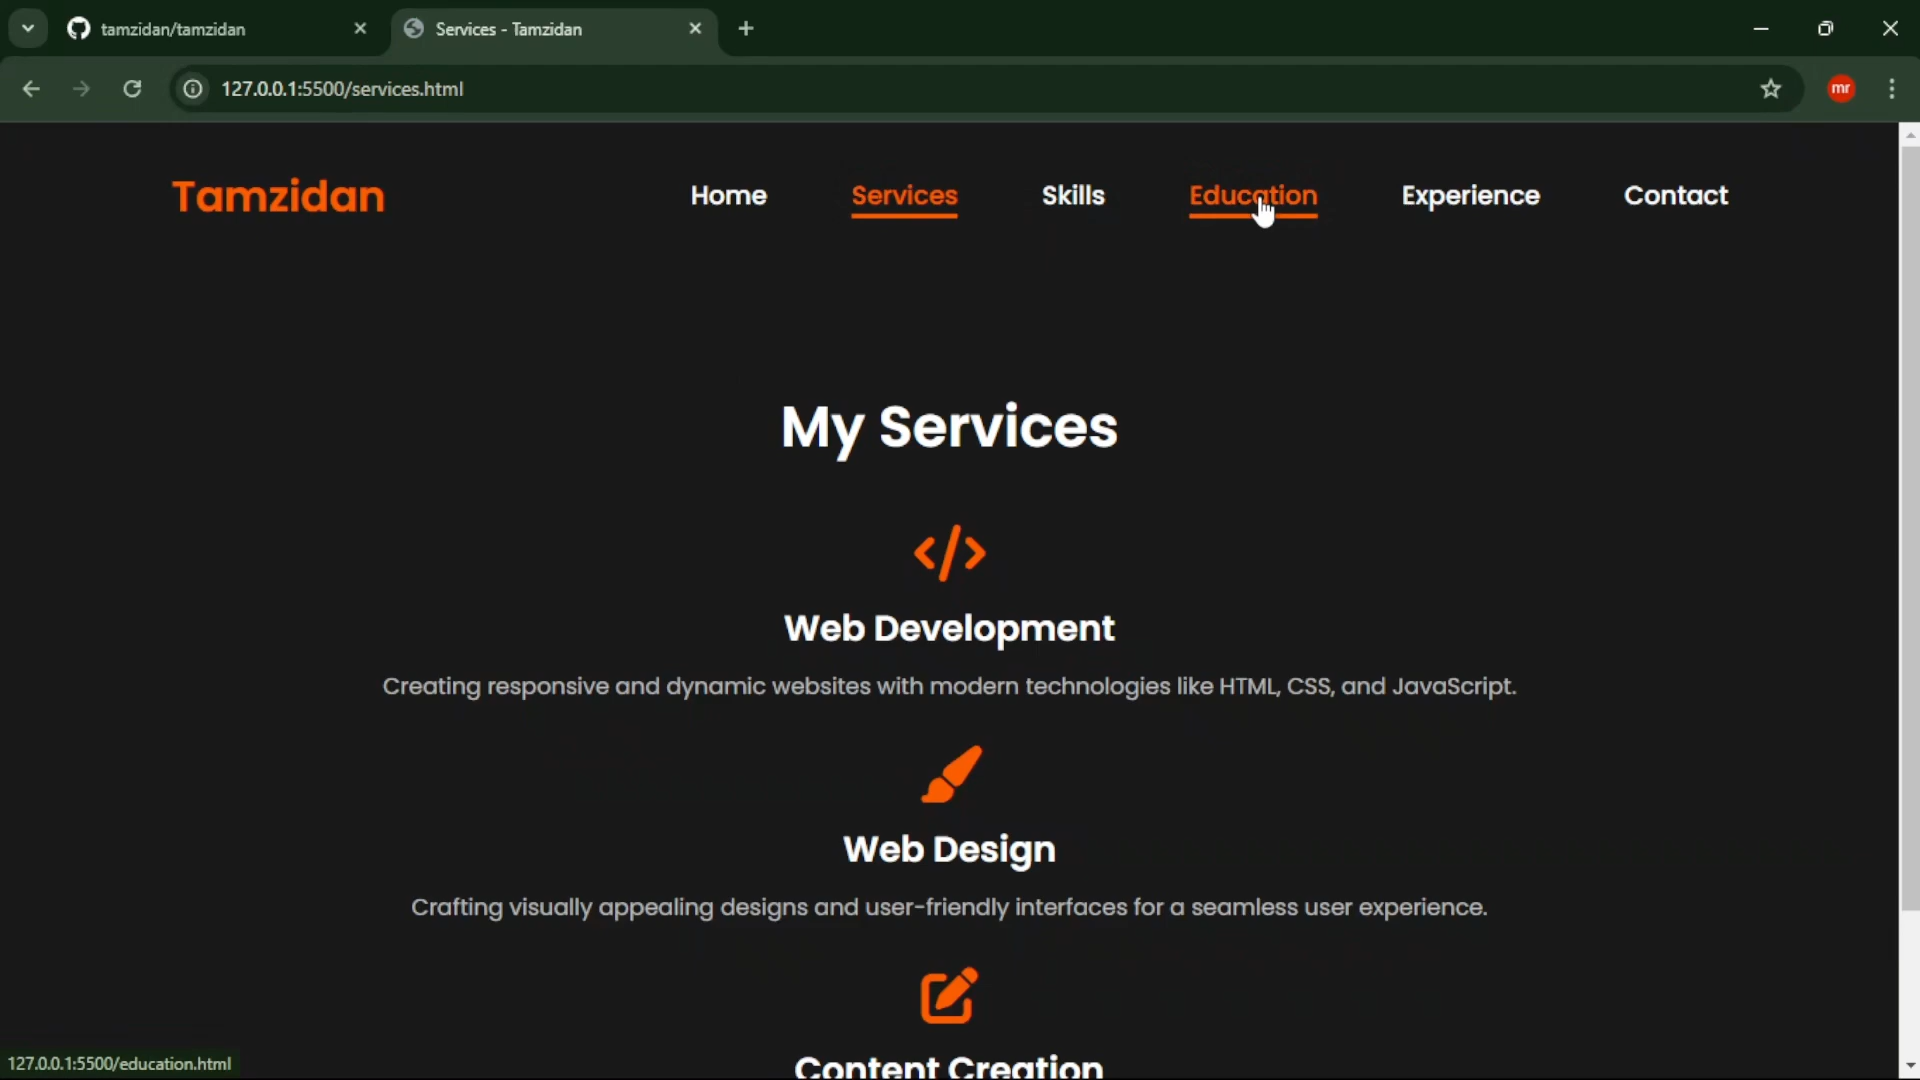 tamzidan/tamzidan
Services - Tamzidan
127.0.0.1:5500/services.html
mr
Tamzidan
Home Services Skills Education Experience Contact
My Services
Web Development
Creating responsive and dynamic websites with modern technologies like HTML, CSS, and JavaScript.
Web Design
Crafting visually appealing designs and user-friendly interfaces for a seamless user experience.
Content Creation
127.0.0.1:5500/education.html